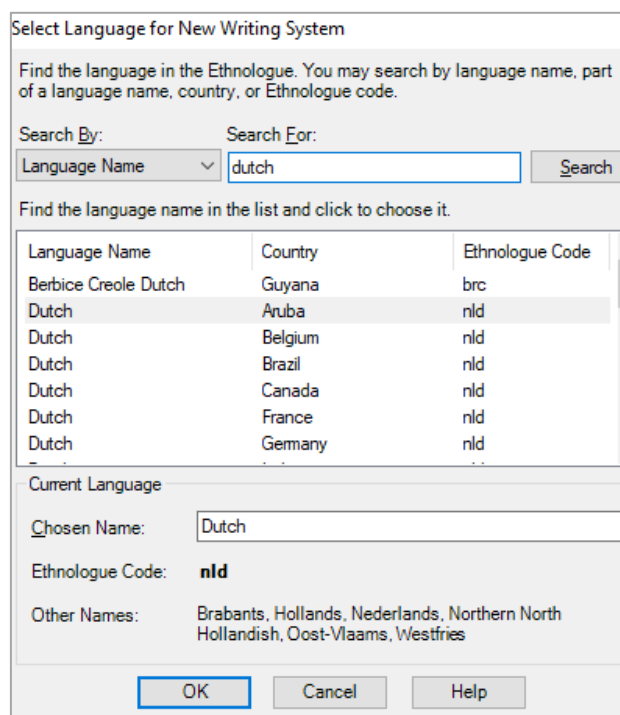 Select Language for New Writing System
Find the language in the Ethnologue. You may search by language name, part
of a language name, country, or Ethnologue code.
Search By: Search For:
Language Name dutch Search
Find the language name in the list and click to choose it.
Language Name Country Ethnologue Code
Berbice Creole Dutch Guyana brc
Dutch Aruba nld
Dutch Belgium nld
Dutch Brazil nld
Dutch Canada nld
Dutch France nld
Dutch Germany nld
Current Language
Chosen Name: Dutch
Ethnologue Code: nld
Other Names: Brabants, Hollands, Nederlands, Northern North
Hollandish, Oost-Vlaams, Westfries
OK Cancel Help